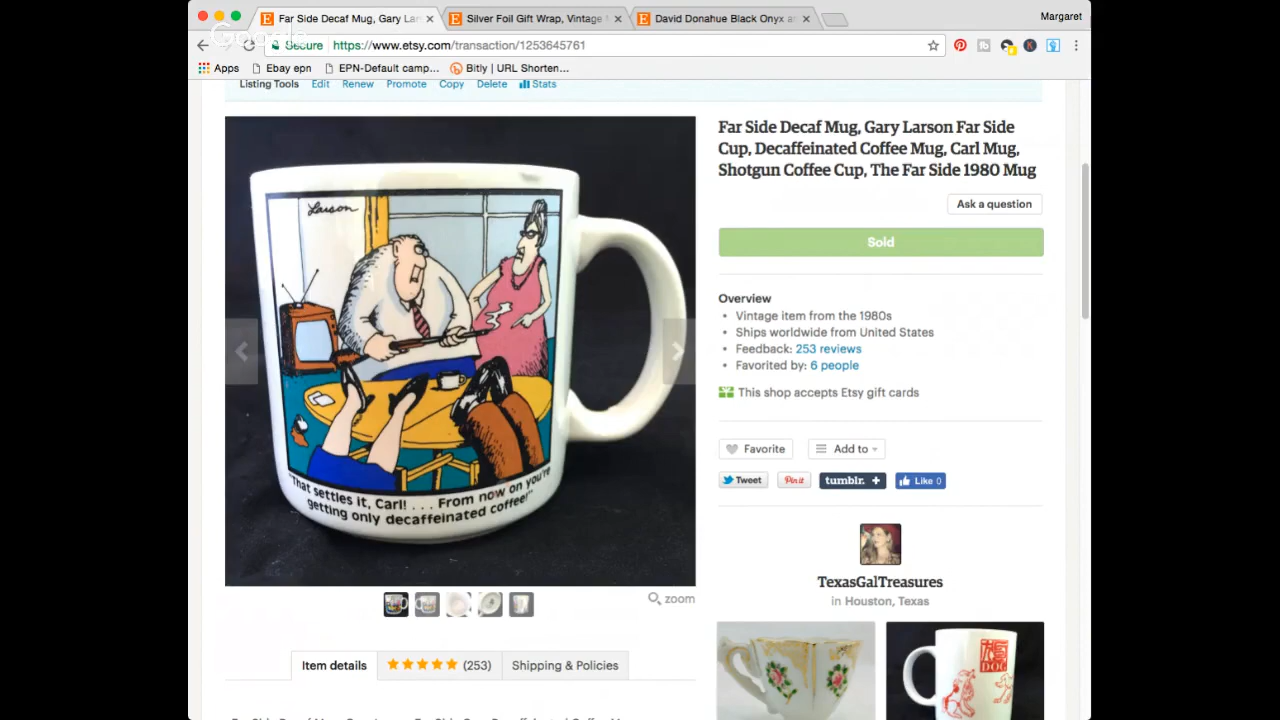 Far Side Decaf Mug, Gary Lar
Silver Foil Gift Wrap, Vintage
David Donahue Black Onyx a
Margaret
Google
Secure https://www.etsy.com/transaction/1253645761
Apps Ebay epn EPN-Default camp... Bitly | URL Shorten...
Listing Tools Edit Renew Promote Copy Delete Stats
Larson
"That settles it, Carl! . . . From now on you're
getting only decaffeinated coffee!"
zoom
Item details (253) Shipping & Policies
Far Side Decaf Mug, Gary Larson Far Side
Cup, Decaffeinated Coffee Mug, Carl Mug,
Shotgun Coffee Cup, The Far Side 1980 Mug
Ask a question
Sold
Overview
Vintage item from the 1980s
Ships worldwide from United States
Feedback: 253 reviews
Favorited by: 6 people
This shop accepts Etsy gift cards
Favorite Add to
Tweet Pin it tumblr. + Like 0
TexasGalTreasures
in Houston, Texas
DOG